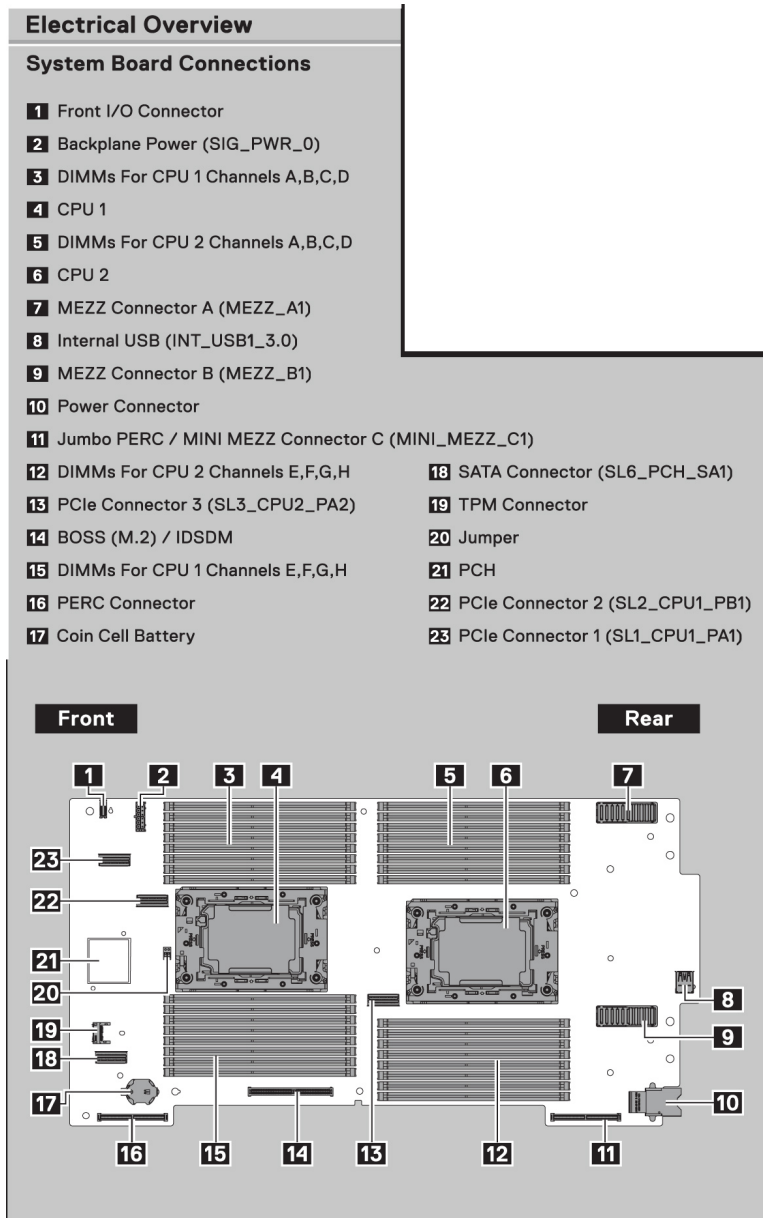 Electrical Overview
System Board Connections
1 Front I/O Connector
2 Backplane Power (SIG_PWR_0)
3 DIMMs For CPU 1 Channels A,B,C,D
4 CPU 1
5 DIMMs For CPU 2 Channels A,B,C,D
6 CPU 2
7 MEZZ Connector A (MEZZ_A1)
8 Internal USB (INT_USB1_3.0)
9 MEZZ Connector B (MEZZ_B1)
10 Power Connector
11 Jumbo PERC / MINI MEZZ Connector C (MINI_MEZZ_C1)
12 DIMMs For CPU 2 Channels E,F,G,H
13 PCIe Connector 3 (SL3_CPU2_PA2)
14 BOSS (M.2) / IDSDM
15 DIMMs For CPU 1 Channels E,F,G,H
16 PERC Connector
17 Coin Cell Battery
18 SATA Connector (SL6_PCH_SA1)
19 TPM Connector
20 Jumper
21 PCH
22 PCIe Connector 2 (SL2_CPU1_PB1)
23 PCIe Connector 1 (SL1_CPU1_PA1)
Front
Rear
1 2 3 4 5 6 7
23
22
21
20
19
18
17
8
9
10
16 15 14 13 12 11